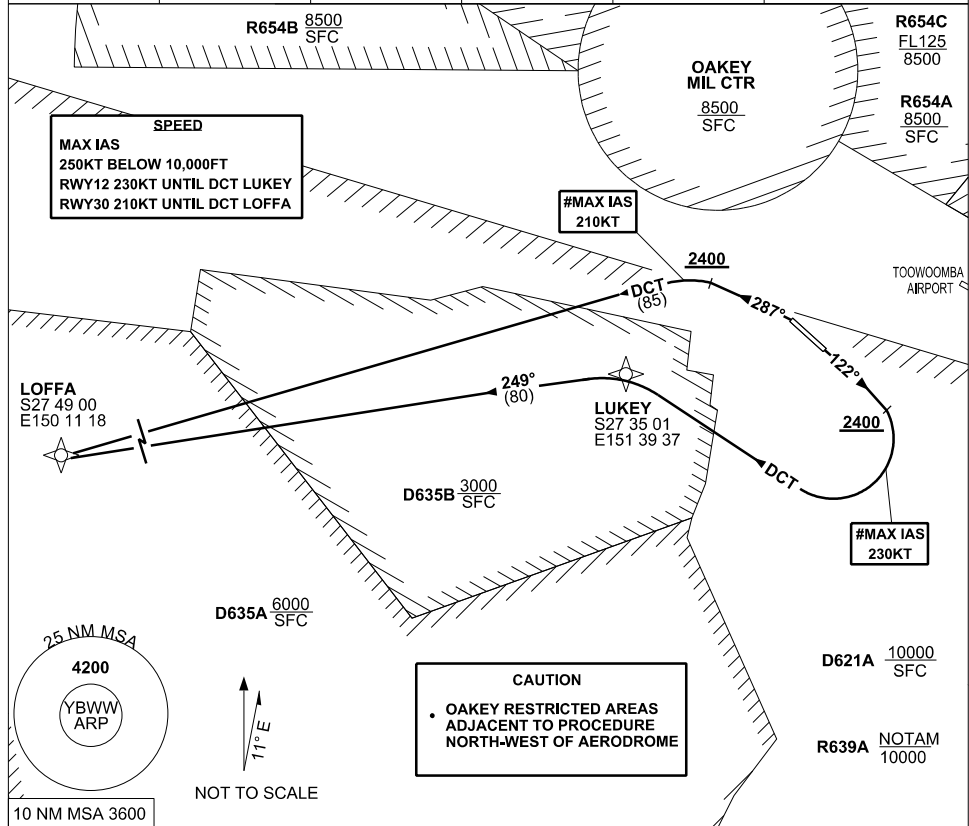 R654B 8500
SFC
R654C
FL125
8500
OAKEY
MIL CTR
8500
SFC
R654A
8500
SFC
SPEED
MAX IAS
250KT BELOW 10,000FT
RWY12 230KT UNTIL DCT LUKEY
RWY30 210KT UNTIL DCT LOFFA
#MAX IAS
210KT
2400
TOOWOOMBA
AIRPORT
DCT
(85)
287°
122°
LOFFA
S27 49 00
E150 11 18
249°
(80)
LUKEY
S27 35 01
E151 39 37
2400
DCT
D635B 3000
SFC
#MAX IAS
230KT
D635A 6000
SFC
25 NM MSA
4200
YBWW
ARP
11° E
NOT TO SCALE
CAUTION
• OAKEY RESTRICTED AREAS
ADJACENT TO PROCEDURE
NORTH-WEST OF AERODROME
D621A 10000
SFC
R639A NOTAM
10000
10 NM MSA 3600